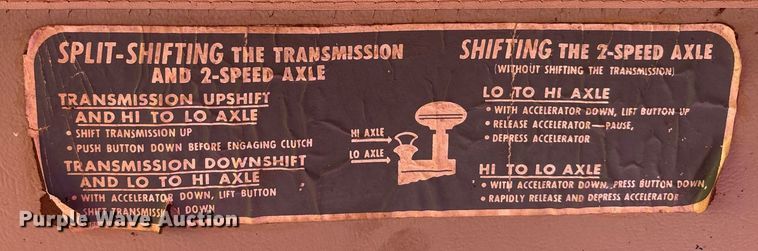 SPLIT-SHIFTING THE TRANSMISSION
AND 2-SPEED AXLE
TRANSMISSION UPSHIFT
AND HI TO LO AXLE
• SHIFT TRANSMISSION UP
• PUSH BUTTON DOWN BEFORE ENGAGING CLUTCH
TRANSMISSION DOWNSHIFT
AND LO TO HI AXLE
• WITH ACCELERATOR DOWN, LIFT BUTTON
SHIFT TRANSMISSION DOWN
HI AXLE
LO AXLE
SHIFTING THE 2-SPEED AXLE
(WITHOUT SHIFTING THE TRANSMISSION)
LO TO HI AXLE
• WITH ACCELERATOR DOWN, LIFT BUTTON UP
• RELEASE ACCELERATOR—PAUSE,
• DEPRESS ACCELERATOR
HI TO LO AXLE
• WITH ACCELERATOR DOWN, PRESS BUTTON DOWN,
• RAPIDLY RELEASE AND DEPRESS ACCELERATOR
Purple Wave Auction